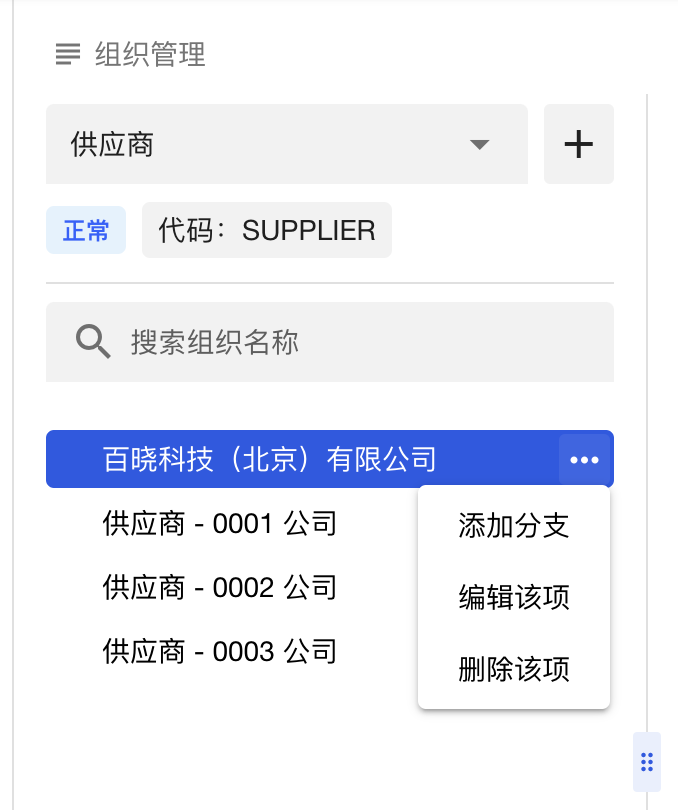 组织管理
供应商
正常 代码：SUPPLIER
搜索组织名称
百晓科技（北京）有限公司
供应商 - 0001 公司
供应商 - 0002 公司
供应商 - 0003 公司
添加分支
编辑该项
删除该项